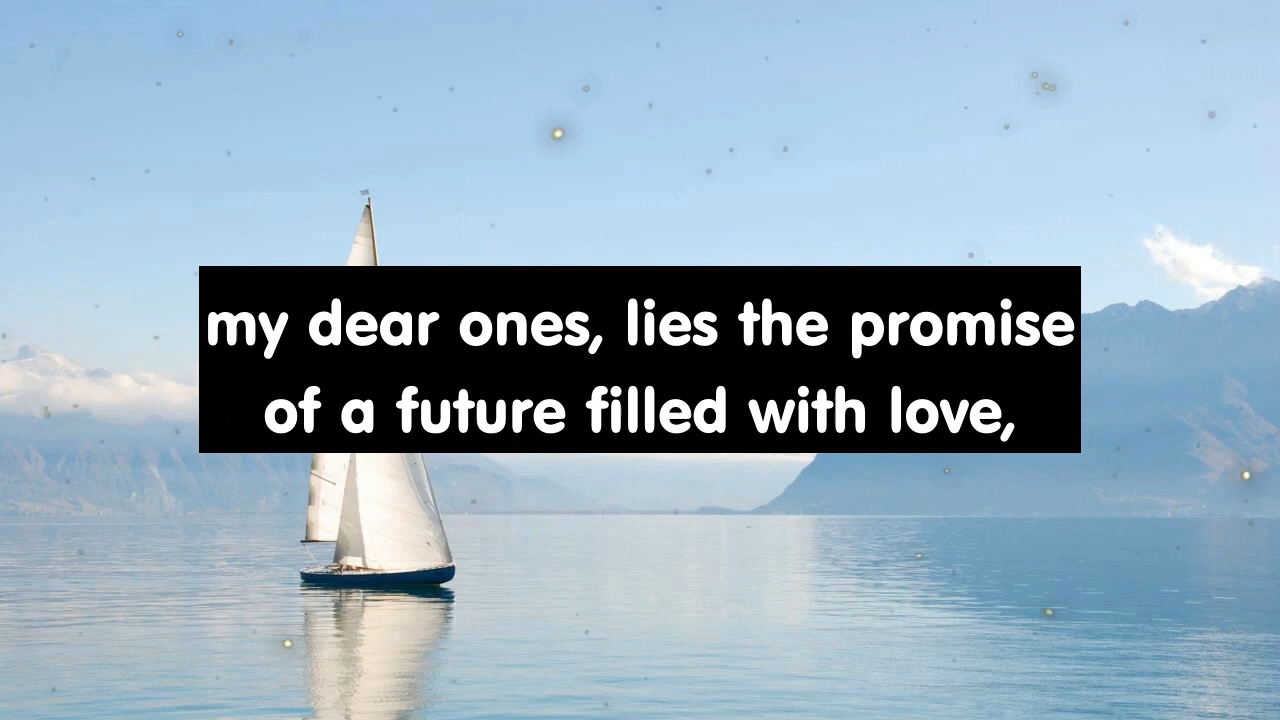 my dear ones, lies the promise
of a future filled with love,